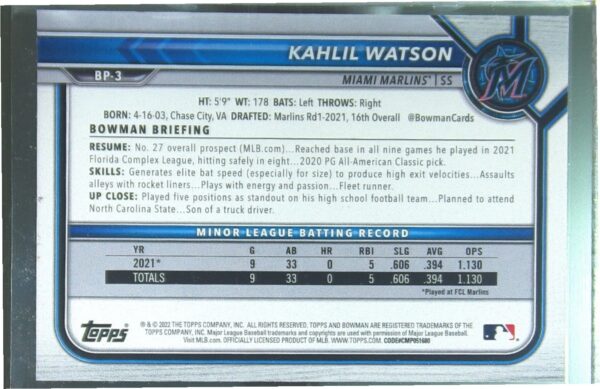 KAHLIL WATSON
BP-3
MIAMI MARLINS® | SS
M
HT: 5'9" WT: 178 BATS: Left THROWS: Right
BORN: 4-16-03, Chase City, VA DRAFTED: Marlins Rd1-2021, 16th Overall @BowmanCards
BOWMAN BRIEFING
RESUME: No. 27 overall prospect (MLB.com)...Reached base in all nine games he played in 2021
Florida Complex League, hitting safely in eight...2020 PG All-American Classic pick.
SKILLS: Generates elite bat speed (especially for size) to produce high exit velocities...Assaults
alleys with rocket liners...Plays with energy and passion...Fleet runner.
UP CLOSE: Played five positions as standout on his high school football team...Planned to attend
North Carolina State...Son of a truck driver.
MINOR LEAGUE BATTING RECORD
YR G AB HR RBI SLG AVG OPS
2021* 9 33 0 5 .606 .394 1.130
TOTALS 9 33 0 5 .606 .394 1.130
*Played at FCL Marlins
topps
® & © 2022 THE TOPPS COMPANY, INC. ALL RIGHTS RESERVED. TOPPS AND BOWMAN ARE REGISTERED TRADEMARKS OF THE
TOPPS COMPANY, INC. Major League Baseball trademarks and copyrights are used with permission of Major League Baseball.
Visit MLB.com. OFFICIALLY LICENSED PRODUCT OF MLB. WWW.TOPPS.COM. CODE#CMP051680